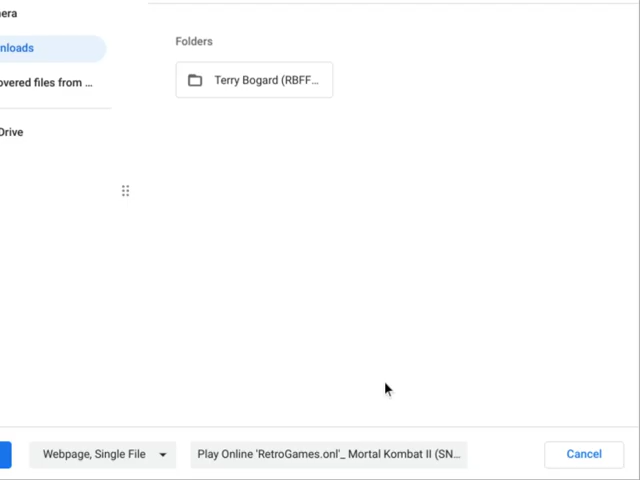 era
nloads
overed files from ...
Drive
Folders
Terry Bogard (RBFF...
Webpage, Single File
Play Online 'RetroGames.onl'_ Mortal Kombat II (SN...
Cancel